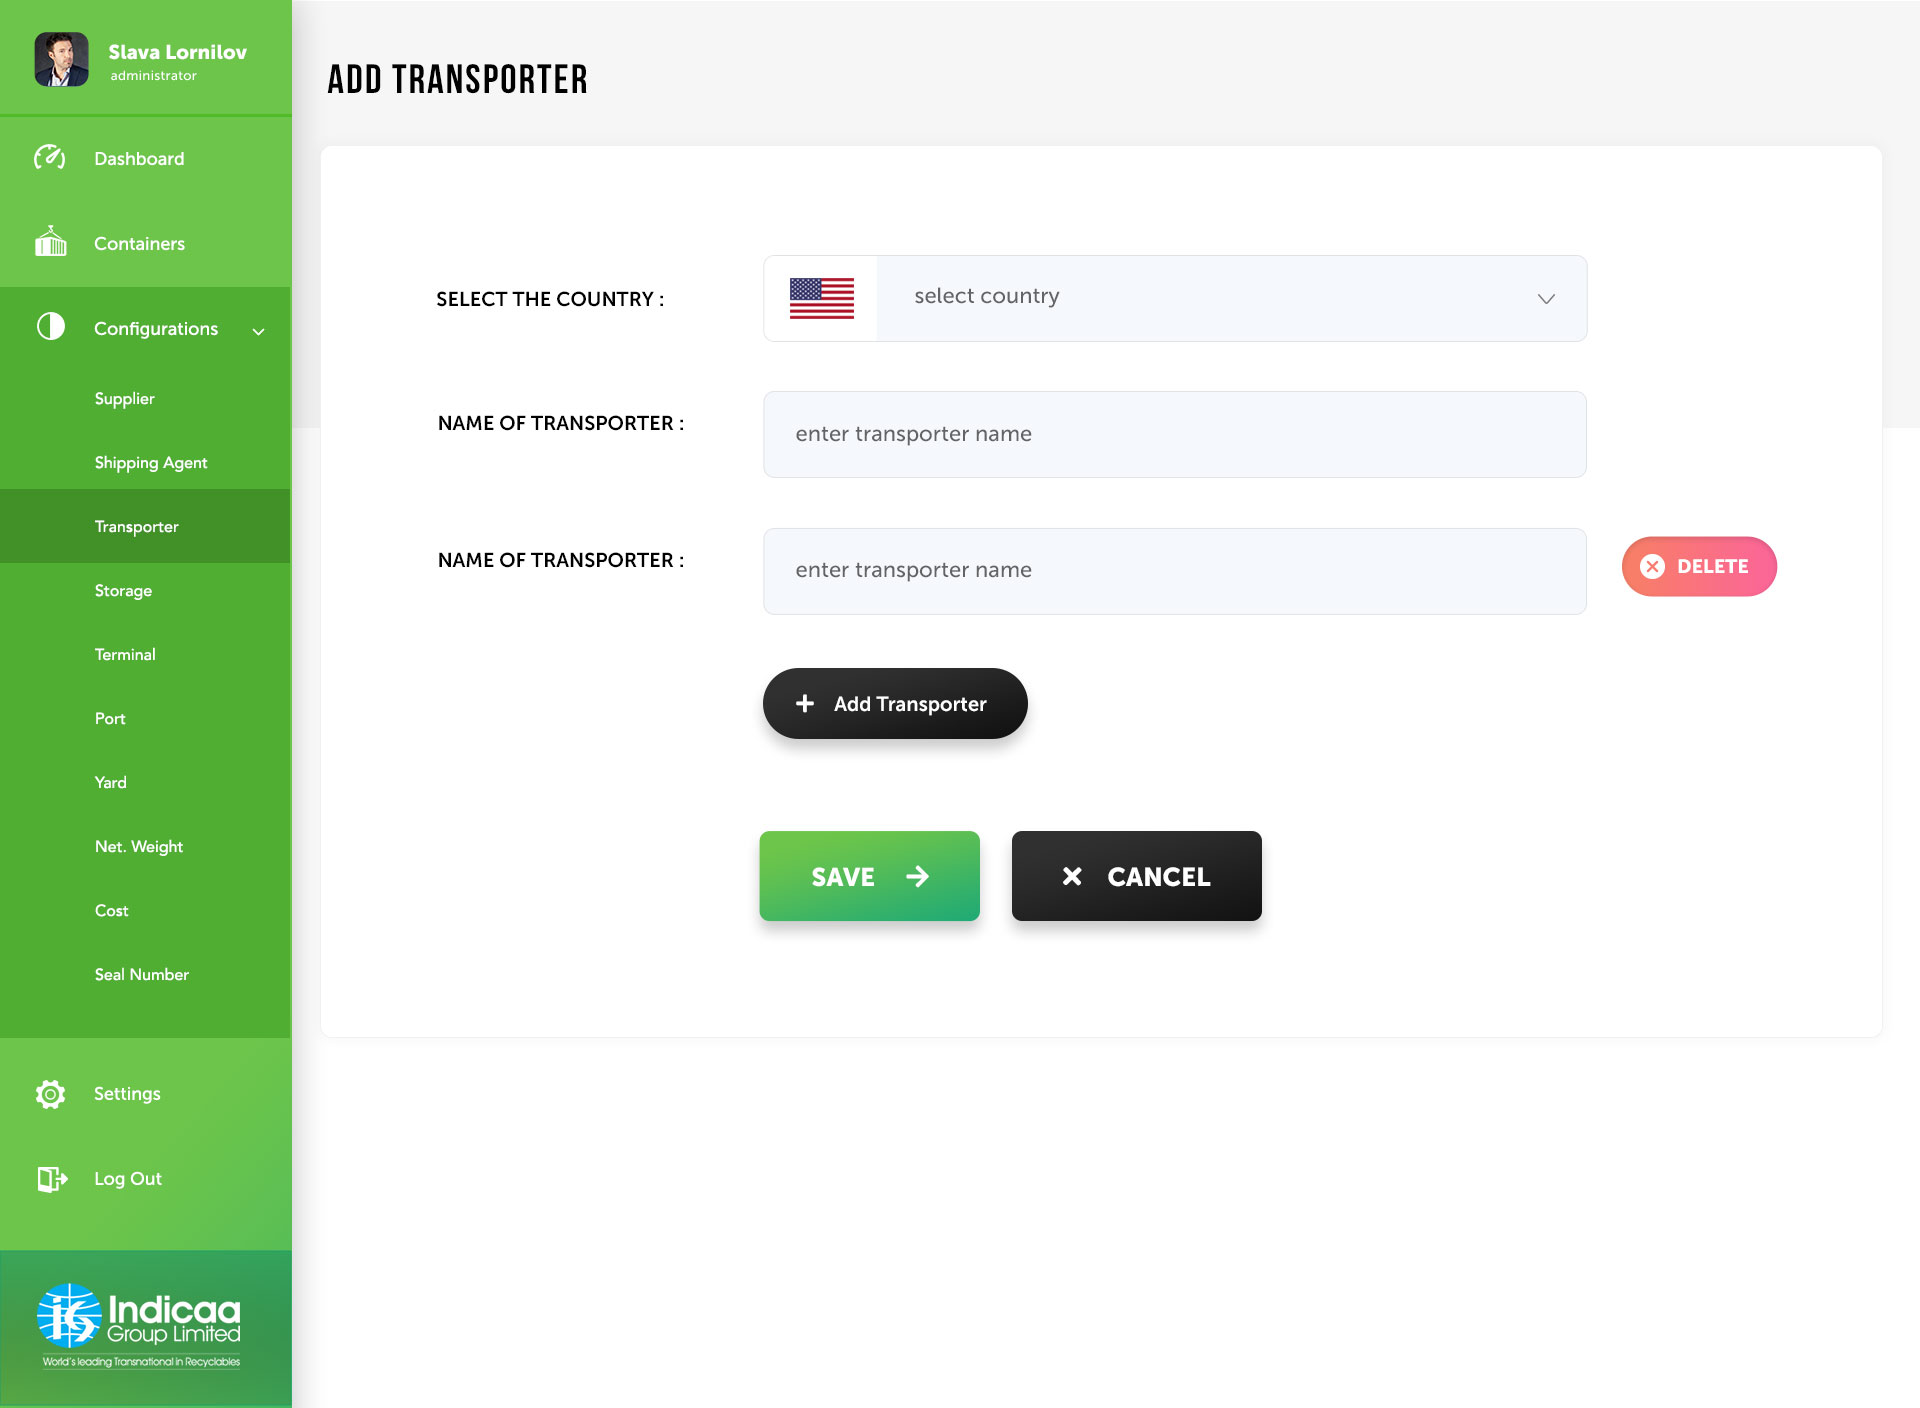 Slava Lornilov
administrator
Dashboard
Containers
Configurations
Supplier
Shipping Agent
Transporter
Storage
Terminal
Port
Yard
Net. Weight
Cost
Seal Number
Settings
Log Out
Indicaa
Group Limited
World's leading Transnational in Recyclables
ADD TRANSPORTER
SELECT THE COUNTRY :
select country
NAME OF TRANSPORTER :
enter transporter name
NAME OF TRANSPORTER :
enter transporter name
DELETE
Add Transporter
SAVE
CANCEL